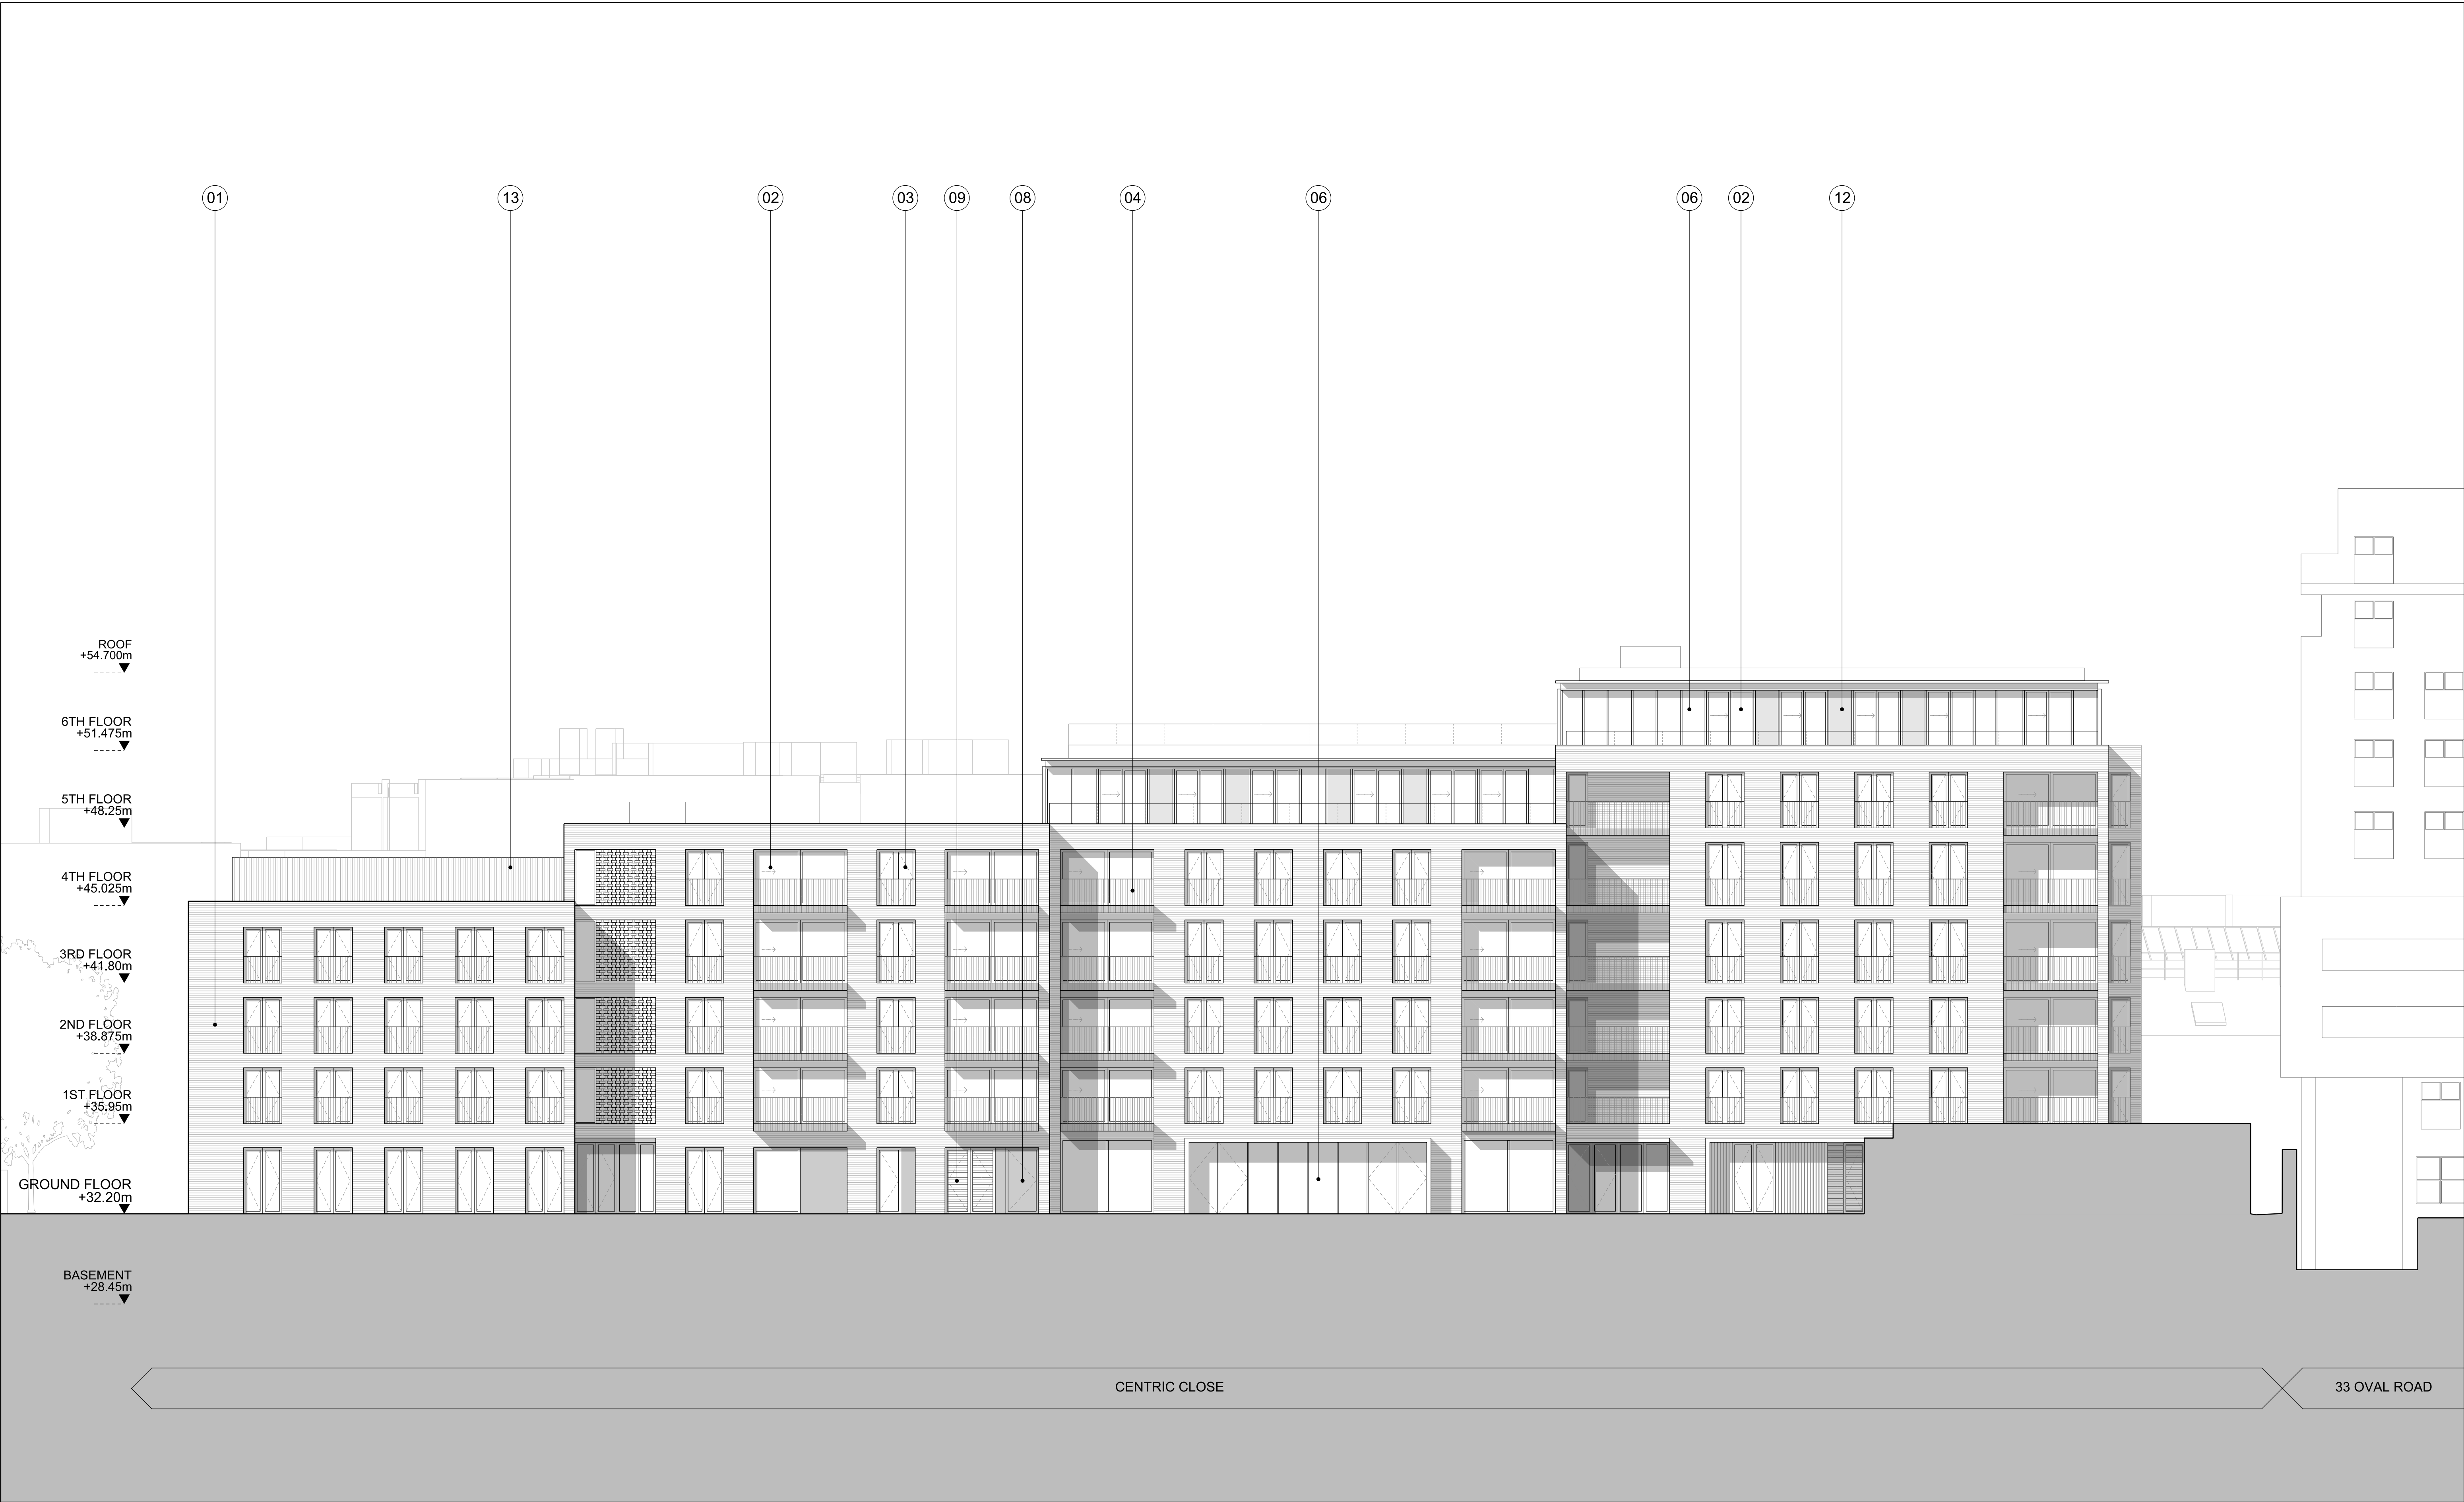 01
13
02
03
09
08
04
06
06
02
12
ROOF
+54.700m
6TH FLOOR
+51.475m
5TH FLOOR
+48.25m
4TH FLOOR
+45.025m
3RD FLOOR
+41.80m
2ND FLOOR
+38.875m
1ST FLOOR
+35.95m
GROUND FLOOR
+32.20m
BASEMENT
+28.45m
CENTRIC CLOSE
33 OVAL ROAD